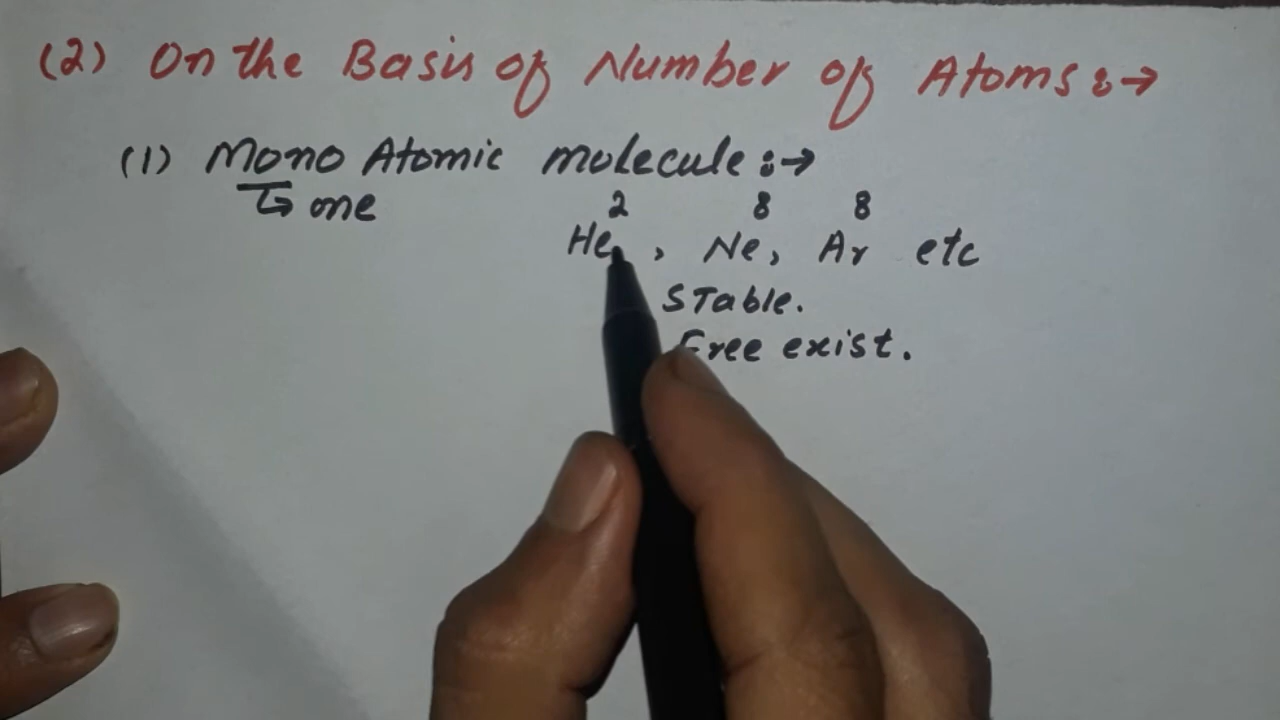 (2) On the Basis of Number of Atoms :→
(1) Mono Atomic molecule :→
↳ one
2 8 8
He, Ne, Ar etc
STable.
Free exist.